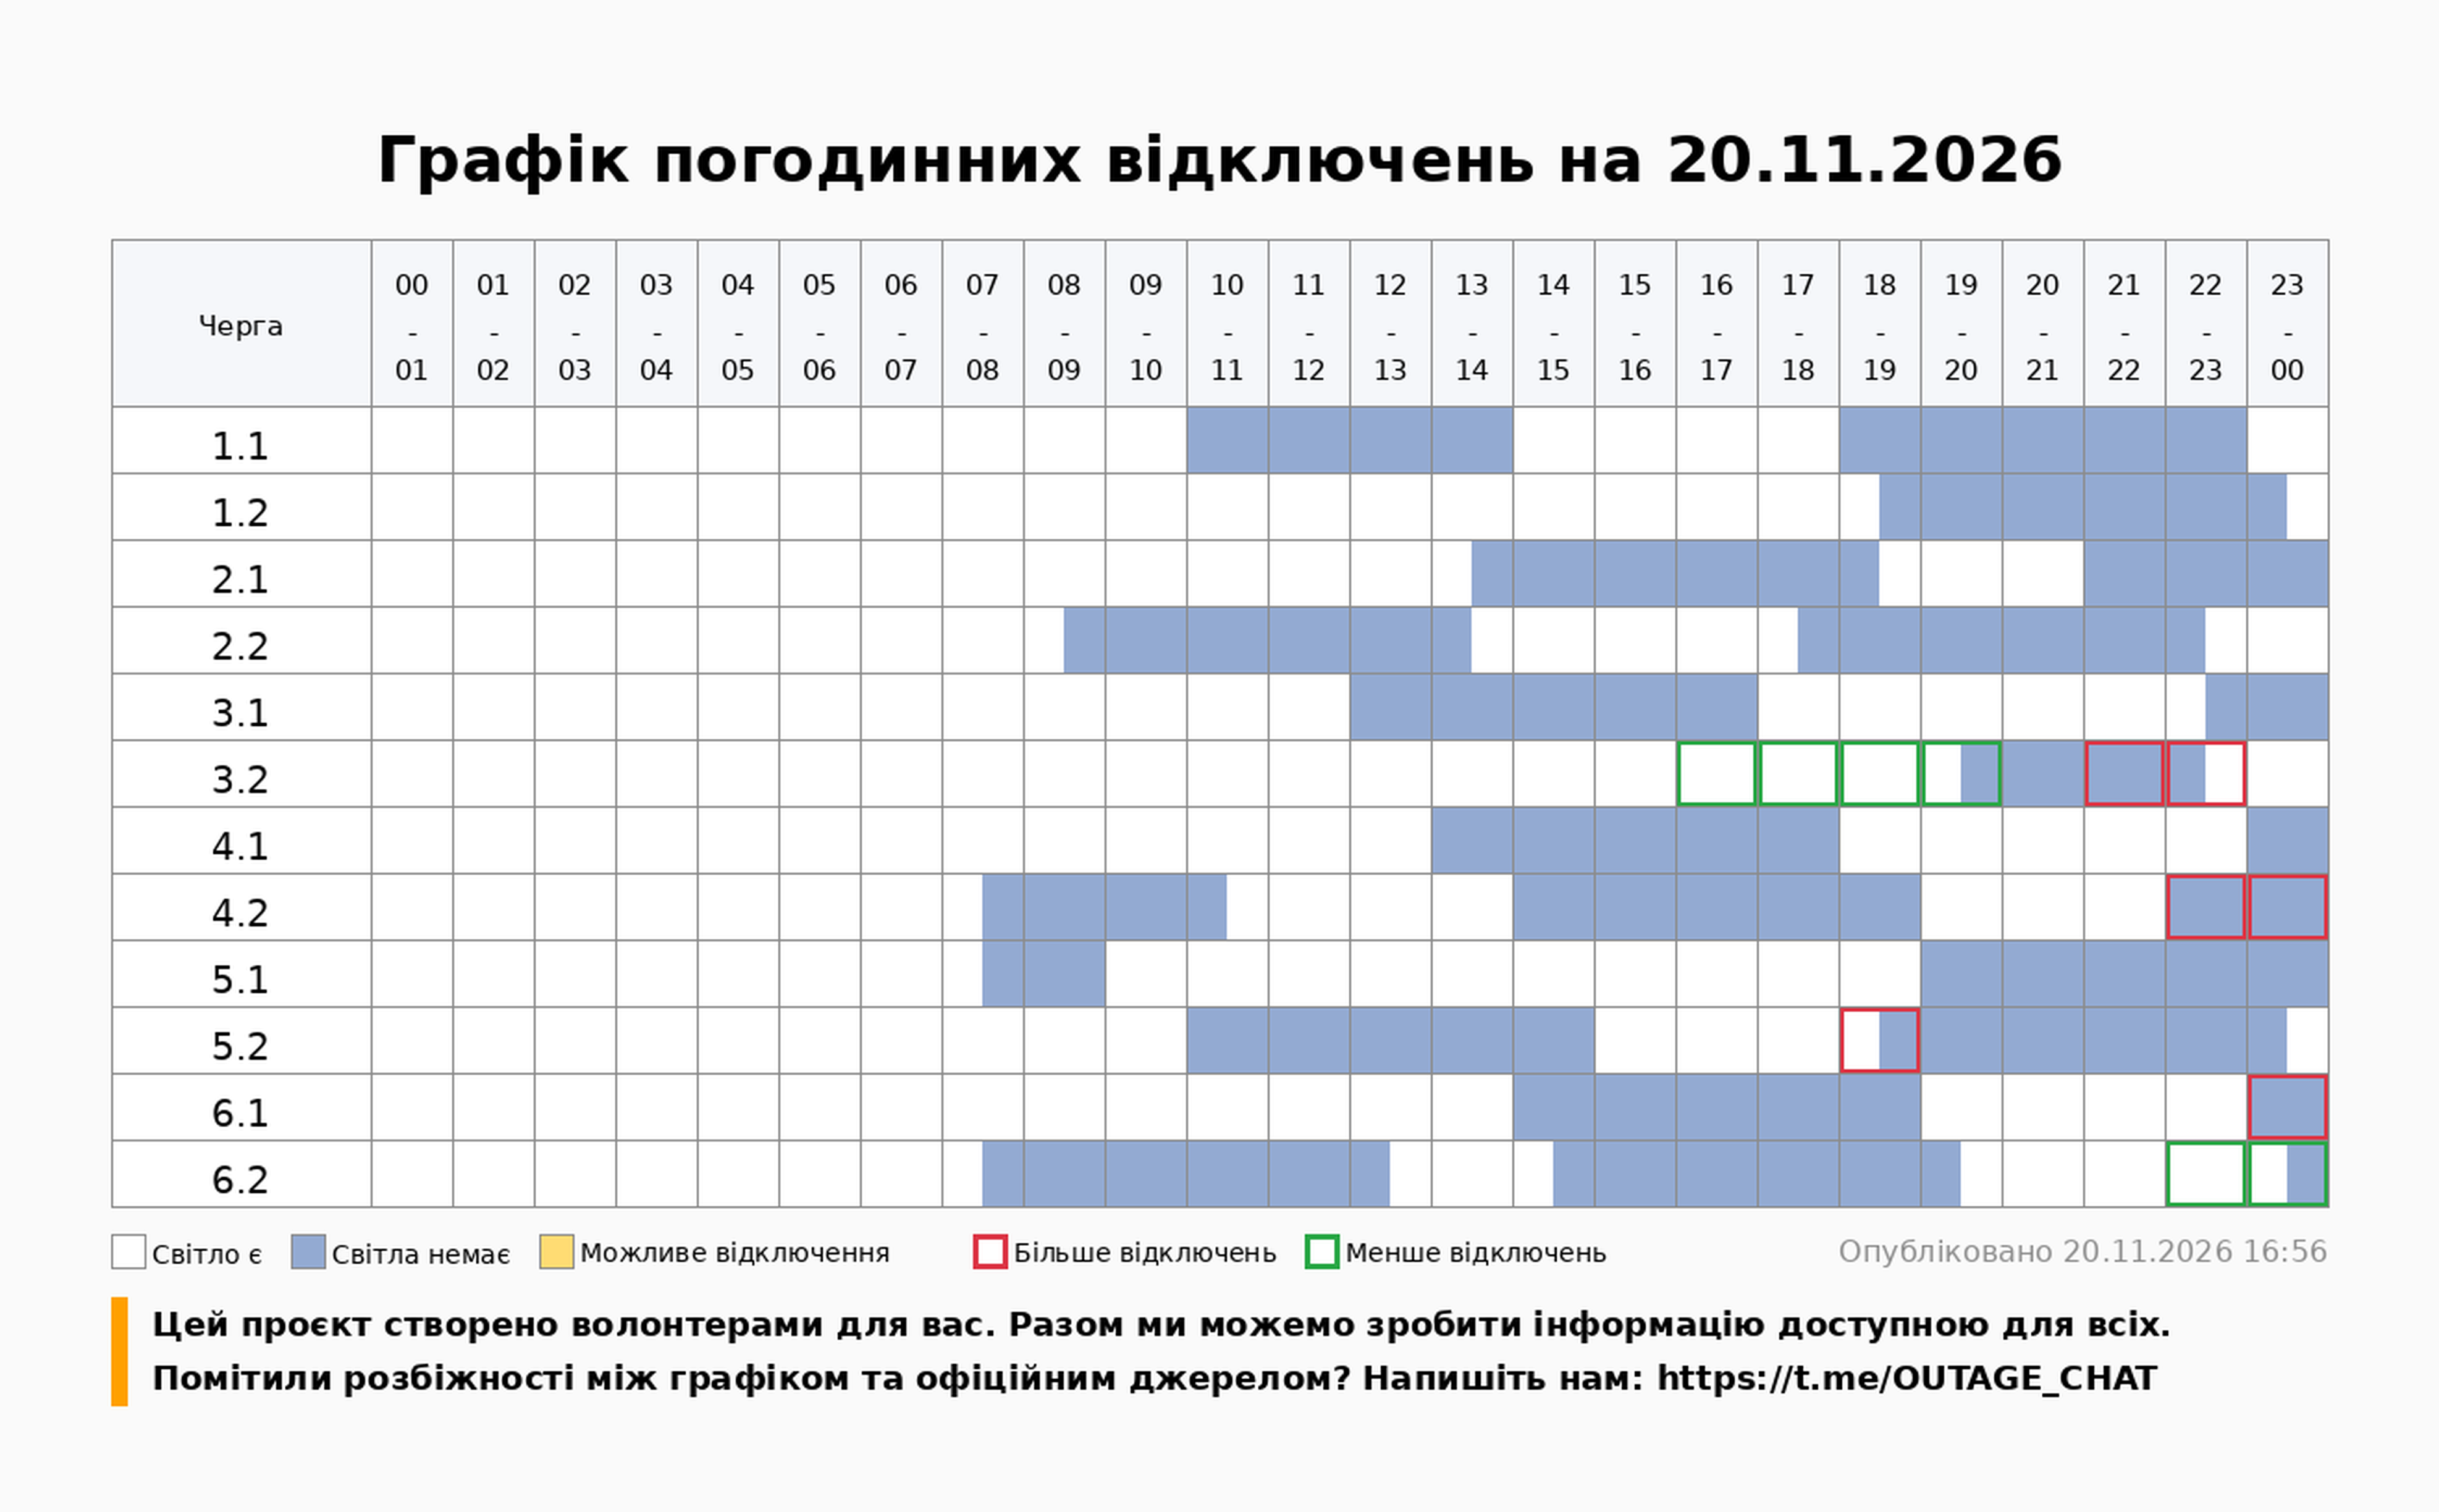 Графік погодинних відключень на 20.11.2026
Черга
00 - 01
01 - 02
02 - 03
03 - 04
04 - 05
05 - 06
06 - 07
07 - 08
08 - 09
09 - 10
10 - 11
11 - 12
12 - 13
13 - 14
14 - 15
15 - 16
16 - 17
17 - 18
18 - 19
19 - 20
20 - 21
21 - 22
22 - 23
23 - 00
1.1
1.2
2.1
2.2
3.1
3.2
4.1
4.2
5.1
5.2
6.1
6.2
Світло є
Світла немає
Можливе відключення
Більше відключень
Менше відключень
Опубліковано 20.11.2026 16:56
Цей проєкт створено волонтерами для вас. Разом ми можемо зробити інформацію доступною для всіх.
Помітили розбіжності між графіком та офіційним джерелом? Напишіть нам: https://t.me/OUTAGE_CHAT